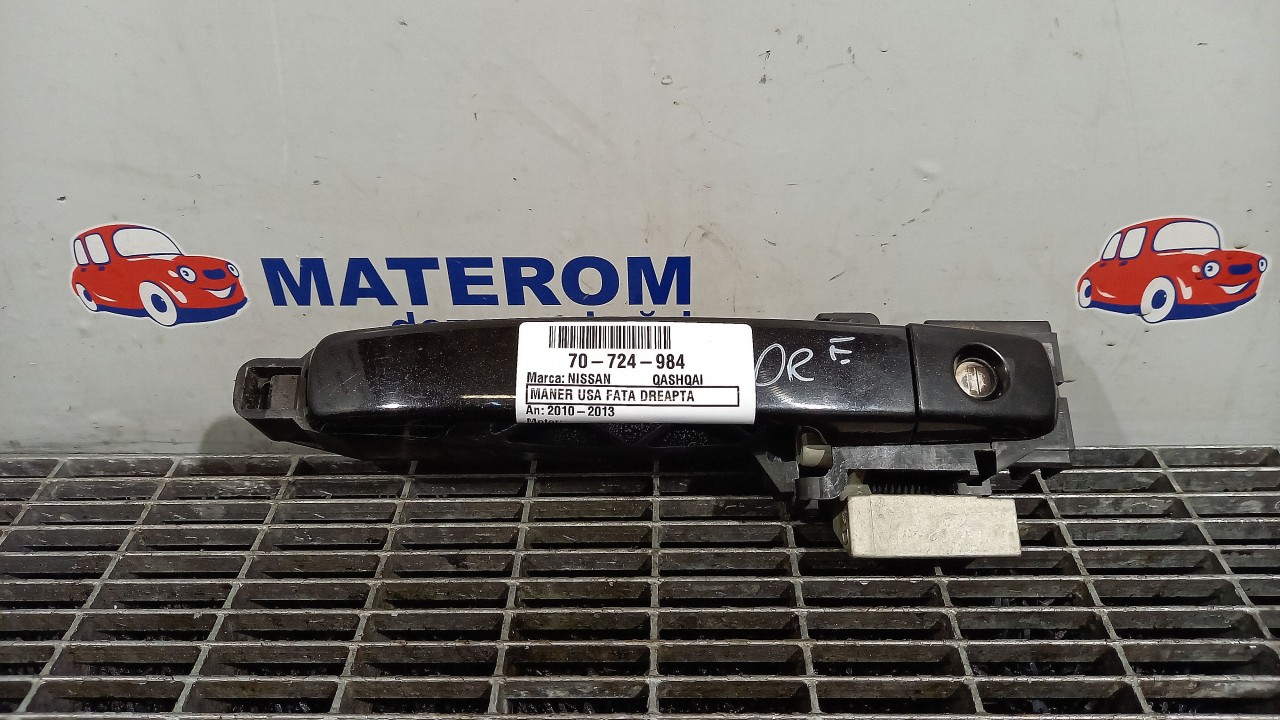 MATEROM
70-724-984
Marca: NISSAN QASHQAI
MANER USA FATA DREAPTA
An: 2010-2013
DR F